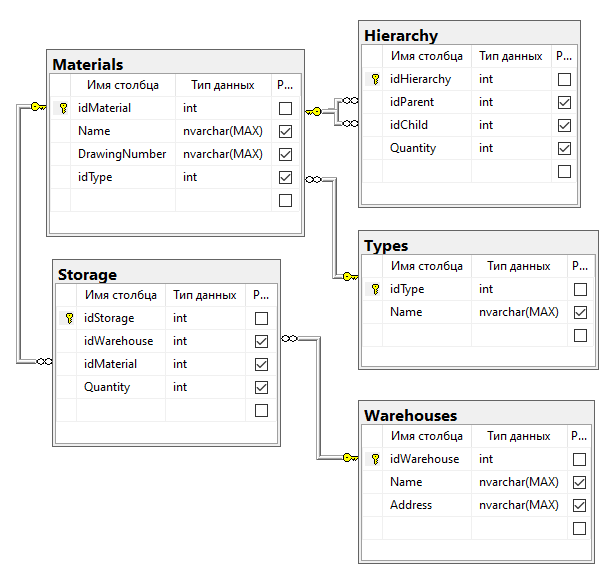 Materials
Имя столбца Тип данных Р...
idMaterial int
Name nvarchar(MAX)
DrawingNumber nvarchar(MAX)
idType int
Hierarchy
Имя столбца Тип данных Р...
idHierarchy int
idParent int
idChild int
Quantity int
Types
Имя столбца Тип данных Р...
idType int
Name nvarchar(MAX)
Storage
Имя столбца Тип данных Р...
idStorage int
idWarehouse int
idMaterial int
Quantity int
Warehouses
Имя столбца Тип данных Р...
idWarehouse int
Name nvarchar(MAX)
Address nvarchar(MAX)